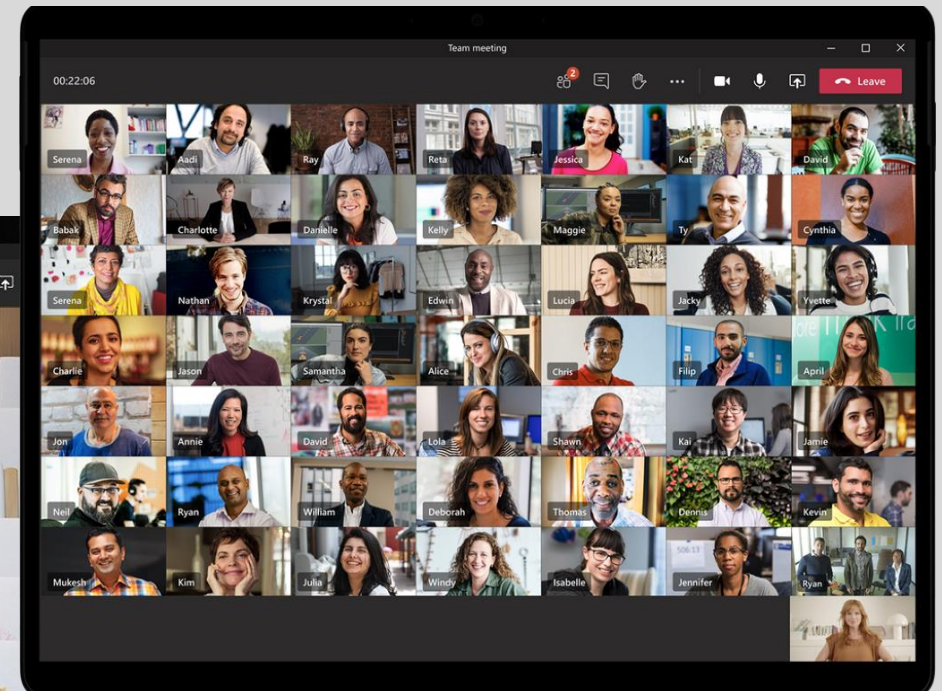 Team meeting
00:22:06
2
Leave
Serena
Aadi
Ray
Reta
Jessica
Kat
David
Babak
Charlotte
Danielle
Kelly
Maggie
Ty
Cynthia
Serena
Nathan
Krystal
Edwin
Lucia
Jacky
Yvette
Charlie
Jason
Samantha
Alice
Chris
Filip
April
Jon
Annie
David
Lola
Shawn
Kai
Jamie
Neil
Ryan
William
Deborah
Thomas
Dennis
Kevin
Mukesh
Kim
Julia
Windy
Isabelle
Jennifer
Ryan